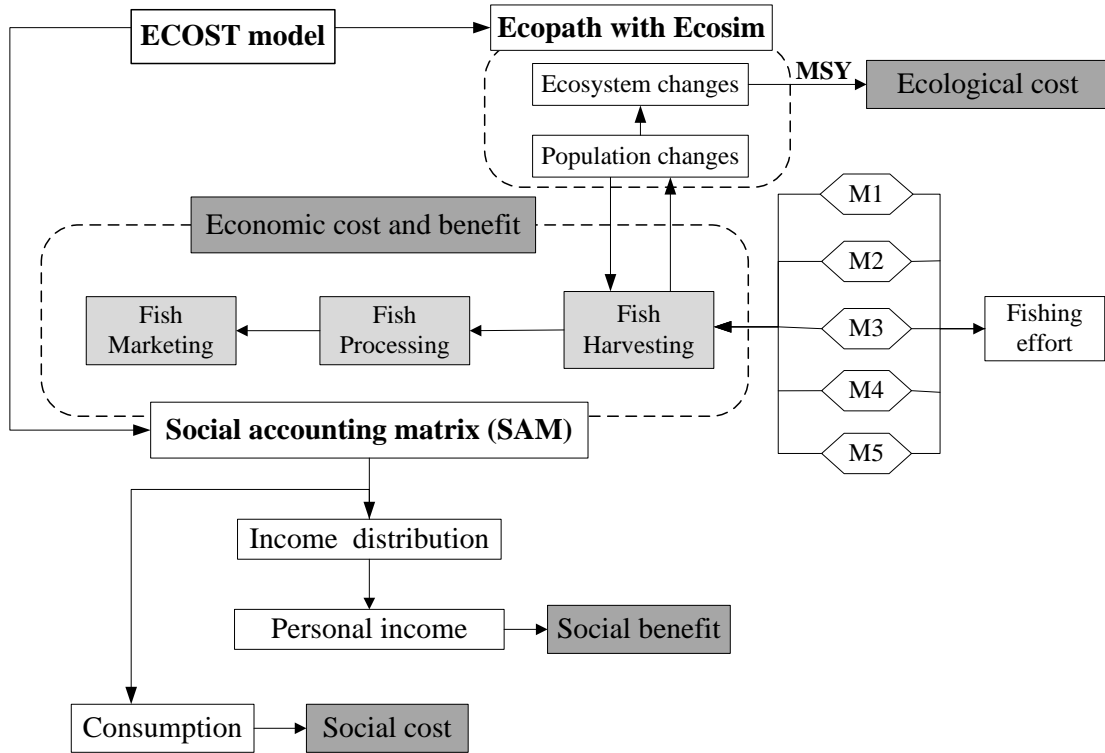 ECOST model
Ecopath with Ecosim
Ecosystem changes
MSY
Ecological cost
Population changes
M1
Economic cost and benefit
M2
Fish
Marketing
Fish
Processing
Fish
Harvesting
M3
Fishing
effort
M4
Social accounting matrix (SAM)
M5
Income distribution
Personal income
Social benefit
Consumption
Social cost